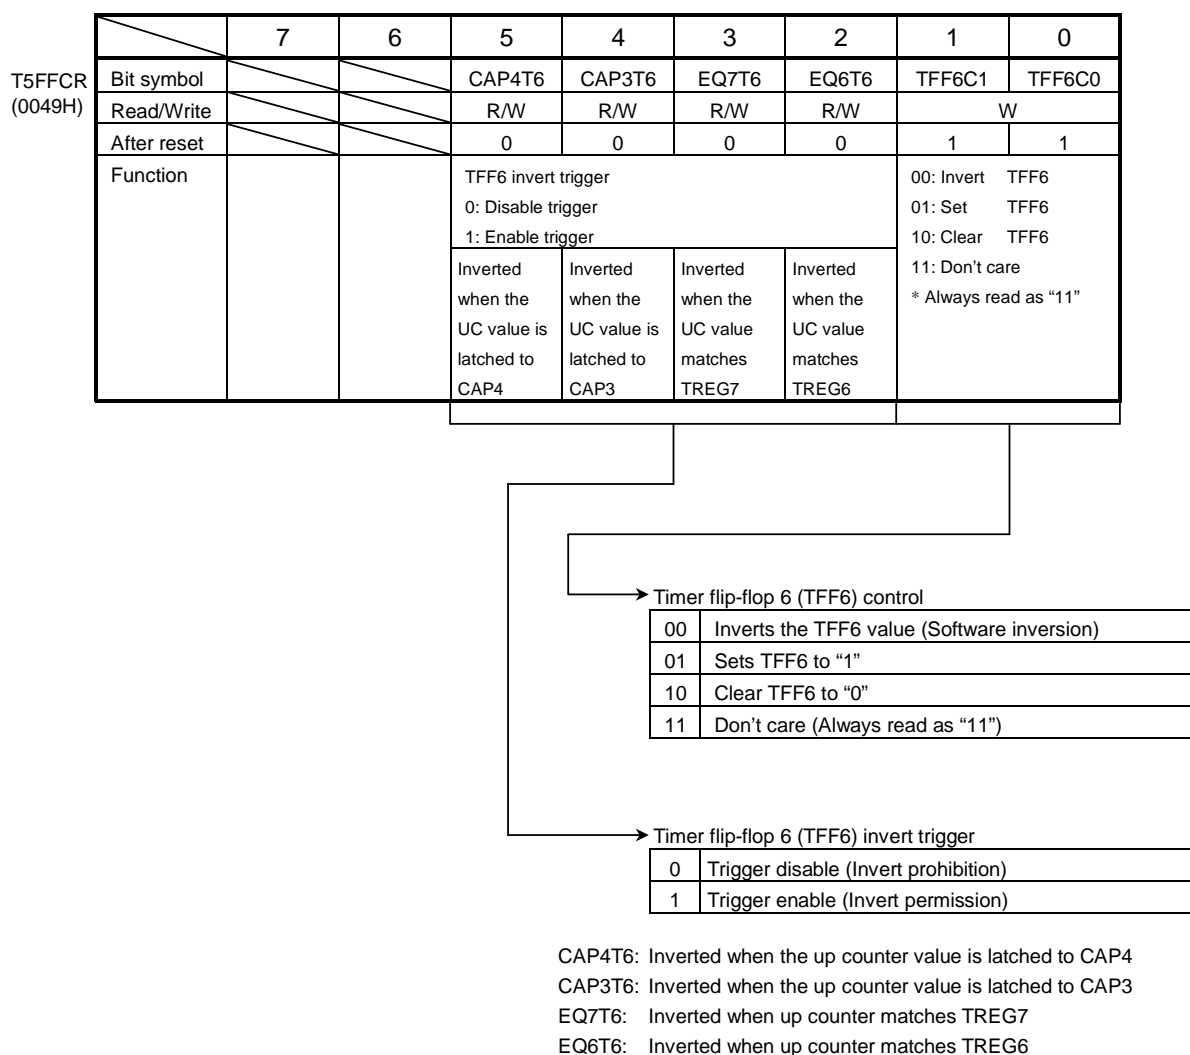 7 6 5 4 3 2 1 0
T5FFCR
(0049H)
Bit symbol CAP4T6 CAP3T6 EQ7T6 EQ6T6 TFF6C1 TFF6C0
Read/Write R/W R/W R/W R/W W
After reset 0 0 0 0 1 1
Function
TFF6 invert trigger
0: Disable trigger
1: Enable trigger
Inverted
when the
UC value is
latched to
CAP4
Inverted
when the
UC value is
latched to
CAP3
Inverted
when the
UC value
matches
TREG7
Inverted
when the
UC value
matches
TREG6
00: Invert TFF6
01: Set TFF6
10: Clear TFF6
11: Don’t care
* Always read as “11”
Timer flip-flop 6 (TFF6) control
00 Inverts the TFF6 value (Software inversion)
01 Sets TFF6 to “1”
10 Clear TFF6 to “0”
11 Don’t care (Always read as “11”)
Timer flip-flop 6 (TFF6) invert trigger
0 Trigger disable (Invert prohibition)
1 Trigger enable (Invert permission)
CAP4T6: Inverted when the up counter value is latched to CAP4
CAP3T6: Inverted when the up counter value is latched to CAP3
EQ7T6: Inverted when up counter matches TREG7
EQ6T6: Inverted when up counter matches TREG6